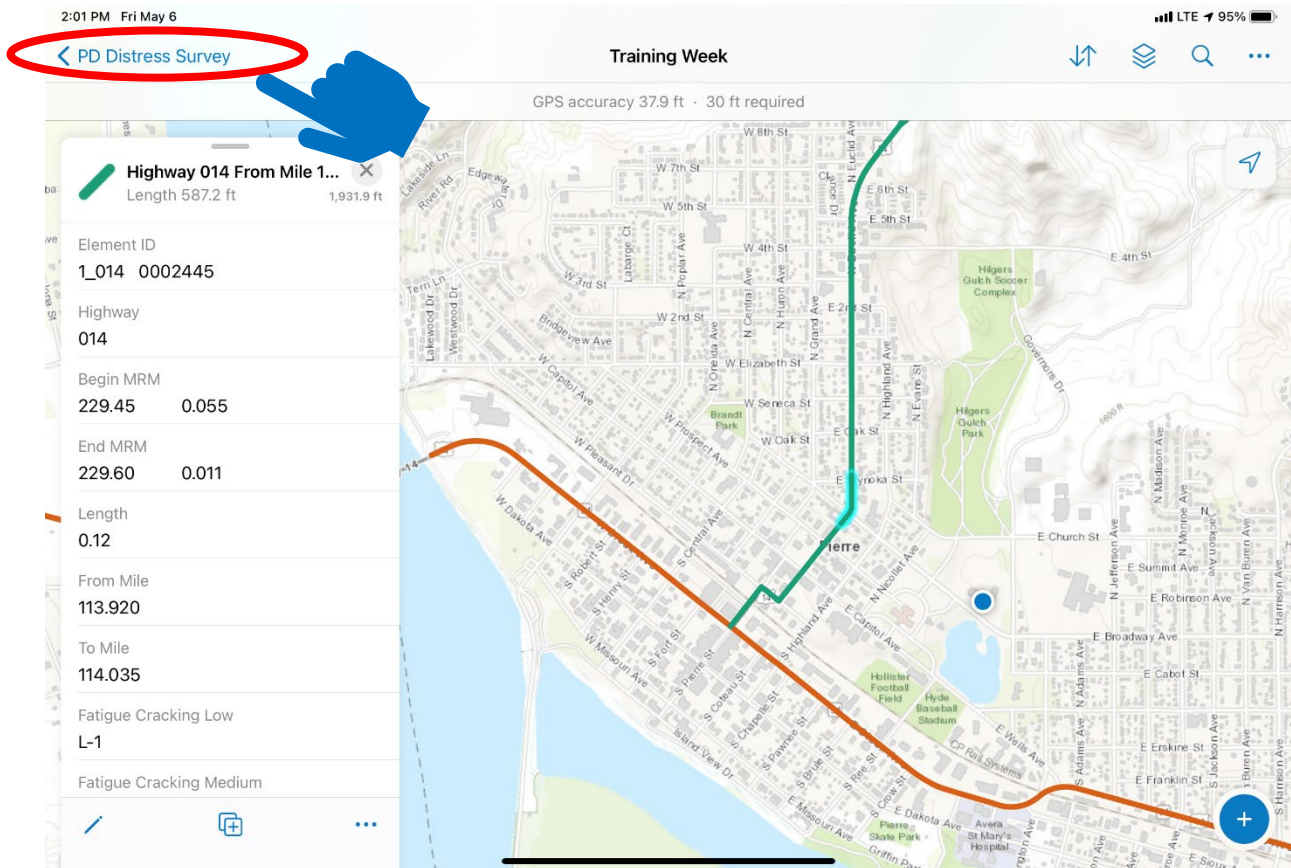 2:01 PM Fri May 6
LTE 95%
PD Distress Survey
Training Week
GPS accuracy 37.9 ft · 30 ft required
Highway 014 From Mile 1...
Length 587.2 ft
1,931.9 ft
Element ID
1_014 0002445
Highway
014
Begin MRM
229.45 0.055
End MRM
229.60 0.011
Length
0.12
From Mile
113.920
To Mile
114.035
Fatigue Cracking Low
L-1
Fatigue Cracking Medium
W 8th St
W 7th St
W 5th St
W 4th St
W 3rd St
W 2nd St
E 6th St
E 5th St
E 4th St
E 2nd St
N Euclid Ave
Lakeside Ln
River Rd
Labarge Ct
N Poplar Ave
Lakewood Dr
Westwood Dr
Bridgeview Ave
N Central Ave
N Huron Ave
N Grand Ave
N Oneida Ave
W Elizabeth St
W Capitol Ave
W Seneca St
Brandt
Park
W Prospect Ave
W Oak St
N Highland Ave
N Evans St
Hilgers
Gulch Soccer
Complex
Governors Dr
Hilgers
Gulch
Park
1600 ft
W Pleasant Dr
W Dakota Ave
S Robert St
S Henry St
S Central Ave
Pierre
14
N Nicollet Ave
E Capitol Ave
S Highland Ave
E Church St
N Jefferson Ave
N Madison Ave
N Monroe Ave
N Jackson Ave
N Van Buren Ave
N Harrison Ave
E Summit Ave
E Robinson Ave
E Broadway Ave
E Cabot St
N Adams Ave
S Adams Ave
E Erskine St
E Franklin St
S Jackson Ave
S Harrison Ave
W Missouri Ave
S Fort St
S Pierre St
S Coteau St
S Chapelle St
S Pawnee St
S Brule St
S Ree St
S Crow St
Island View Dr
Hollister
Football
Field
Hyde
Baseball
Stadium
E Wells Ave
CP Rail Systems
E Missouri Ave
E Dakota Ave
Pierre
Skate Park
Griffin Park
Avera
St Mary's
Hospital